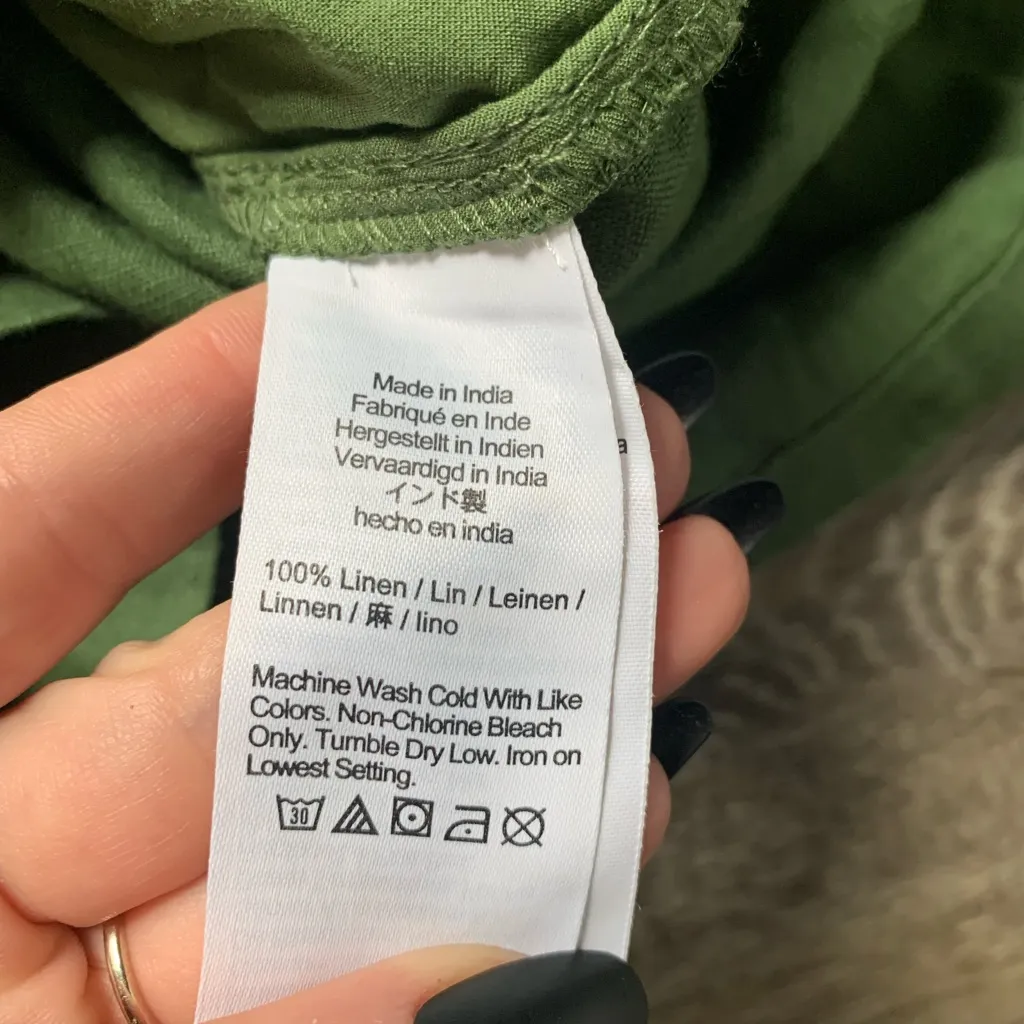 Made in India
Fabriqué en Inde
Hergestellt in Indien
Vervaardigd in India
インド製
hecho en india
100% Linen / Lin / Leinen /
Linnen / 麻 / lino
Machine Wash Cold With Like
Colors. Non-Chlorine Bleach
Only. Tumble Dry Low. Iron on
Lowest Setting.
30
a